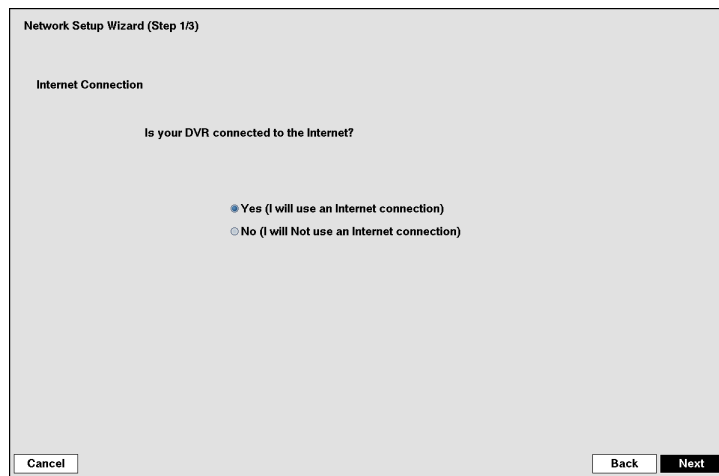 Network Setup Wizard (Step 1/3)
Internet Connection
Is your DVR connected to the Internet?
Yes (I will use an Internet connection)
No (I will Not use an Internet connection)
Cancel
Back
Next